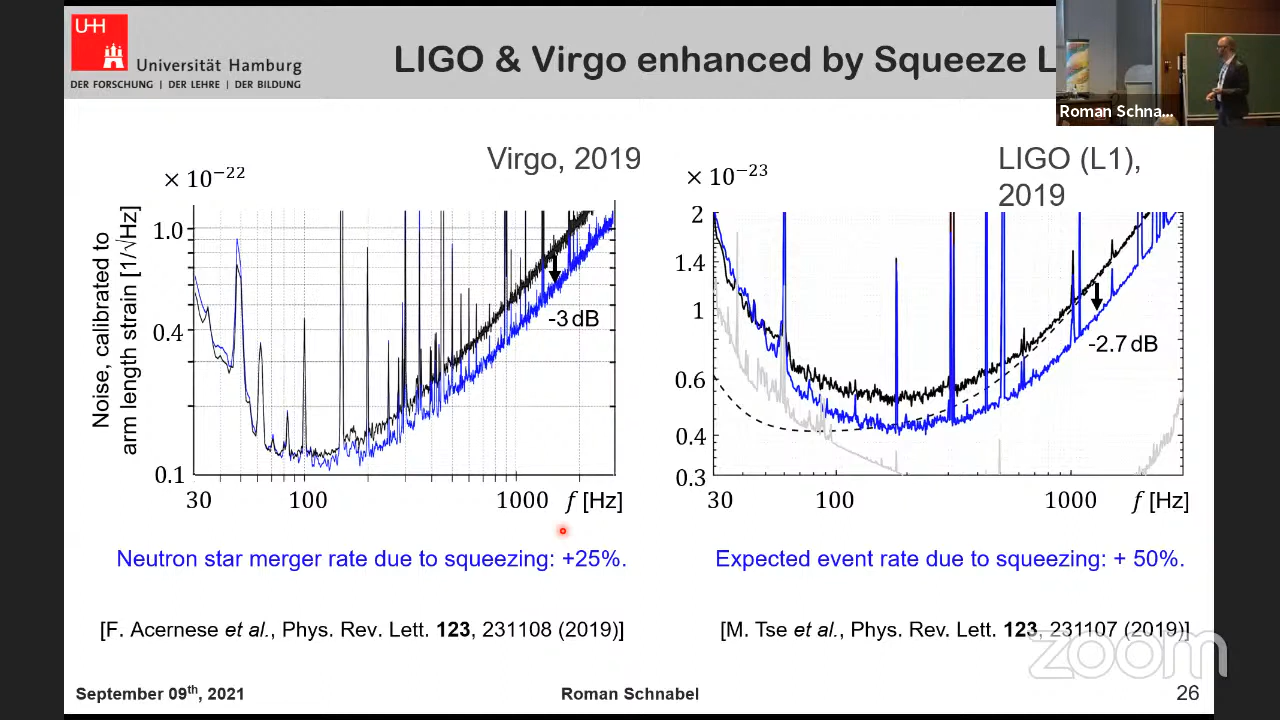 UHH
Universität Hamburg
DER FORSCHUNG | DER LEHRE | DER BILDUNG
LIGO & Virgo enhanced by Squeeze L
Roman Schna...
Virgo, 2019
× 10⁻²²
Noise, calibrated to
arm length strain [1/√Hz]
1.0
0.4
0.1
-3 dB
30 100 1000 f [Hz]
LIGO (L1),
2019
× 10⁻²³
2
1.4
1
0.6
0.4
0.3
-2.7 dB
30 100 1000 f [Hz]
Neutron star merger rate due to squeezing: +25%.
Expected event rate due to squeezing: + 50%.
[F. Acernese et al., Phys. Rev. Lett. 123, 231108 (2019)]
[M. Tse et al., Phys. Rev. Lett. 123, 231107 (2019)]
zoom
September 09th, 2021
Roman Schnabel
26